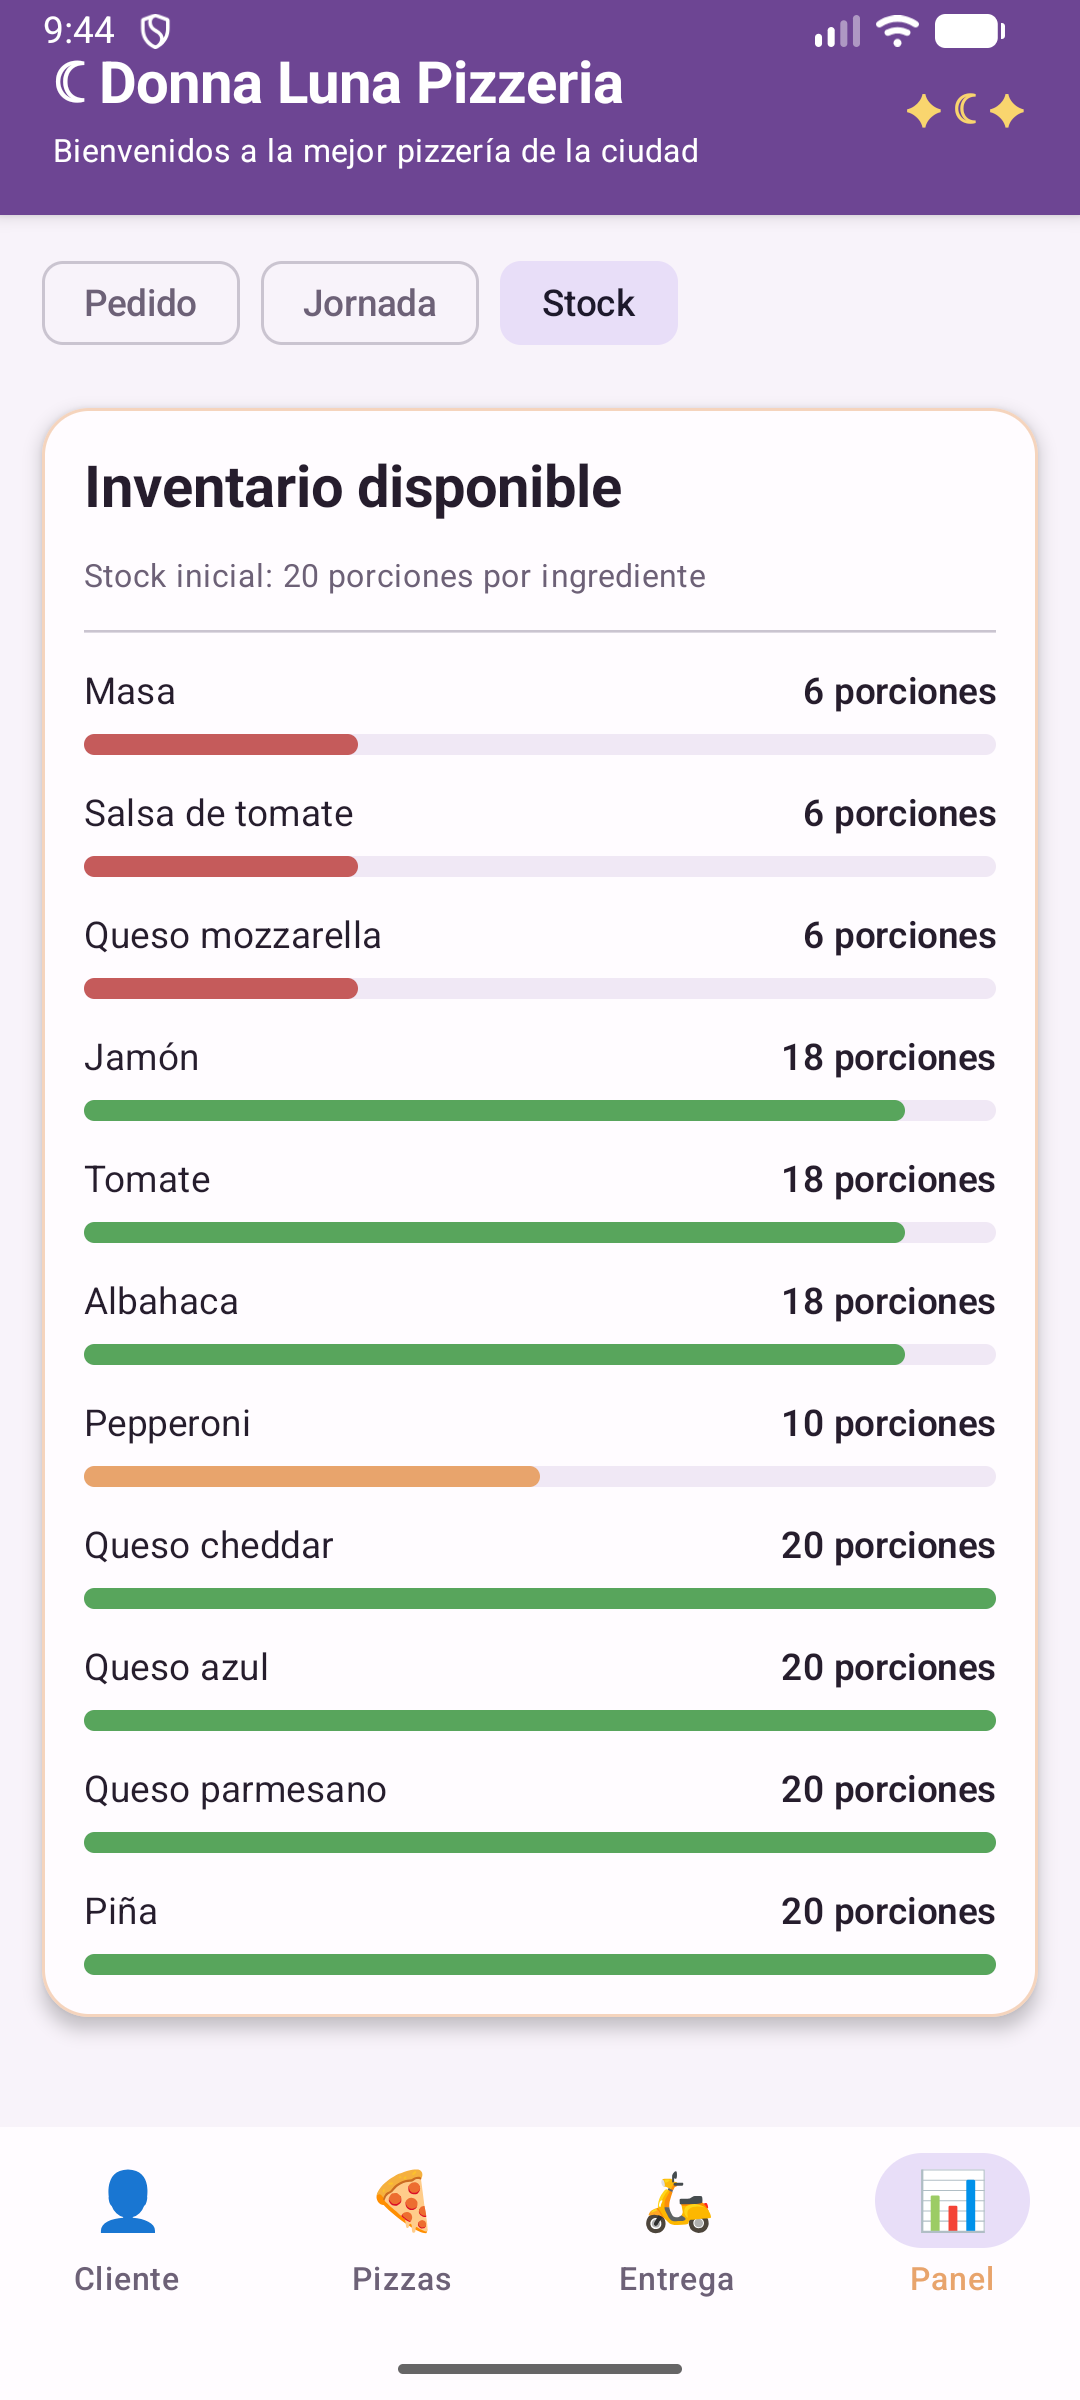 9:44
Donna Luna Pizzeria
Bienvenidos a la mejor pizzería de la ciudad
Pedido
Jornada
Stock
Inventario disponible
Stock inicial: 20 porciones por ingrediente
Masa 6 porciones
Salsa de tomate 6 porciones
Queso mozzarella 6 porciones
Jamón 18 porciones
Tomate 18 porciones
Albahaca 18 porciones
Pepperoni 10 porciones
Queso cheddar 20 porciones
Queso azul 20 porciones
Queso parmesano 20 porciones
Piña 20 porciones
Cliente
Pizzas
Entrega
Panel